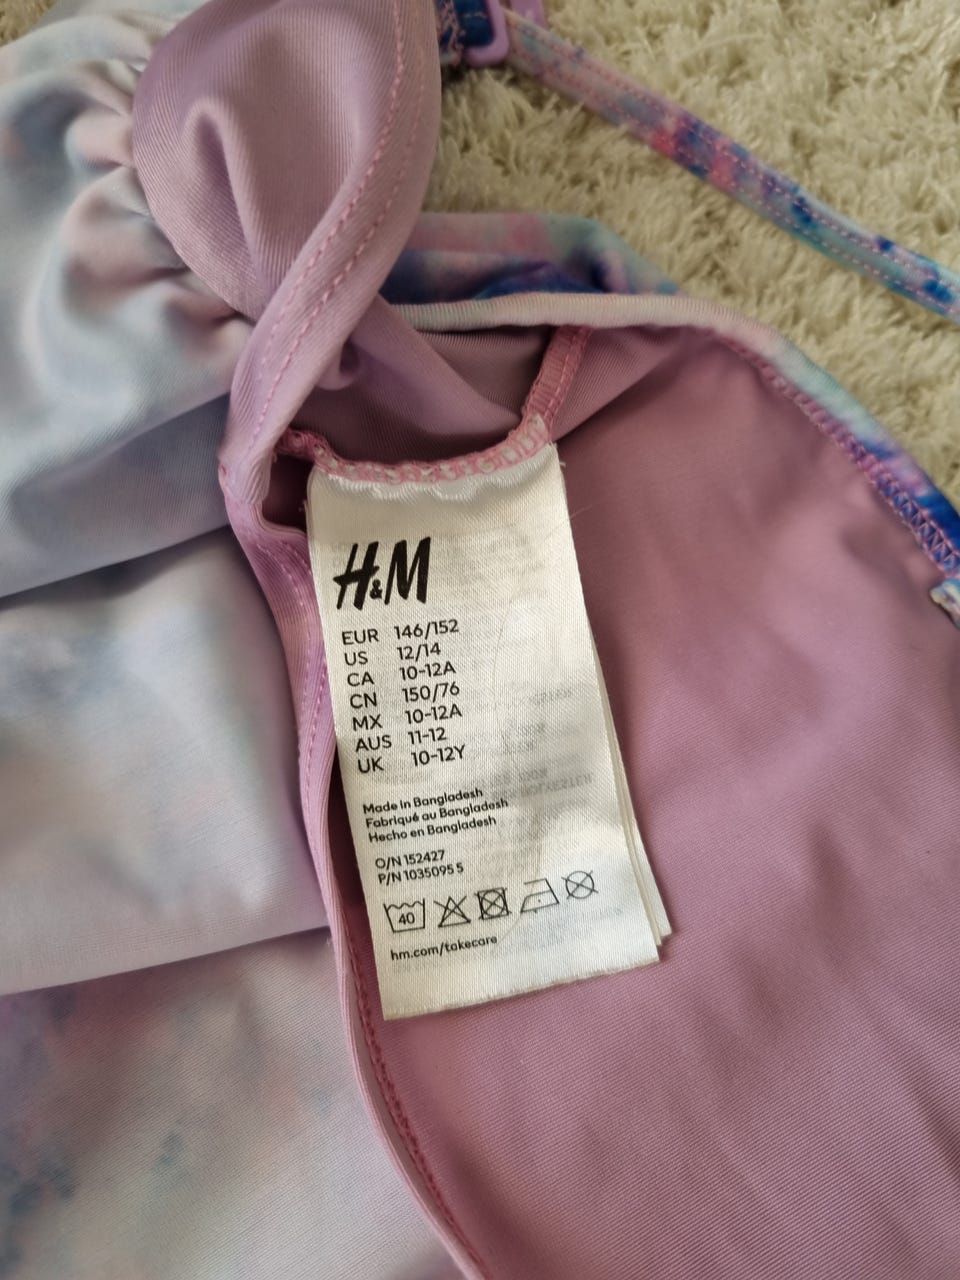 H&M
EUR 146/152
US 12/14
CA 10-12A
CN 150/76
MX 10-12A
AUS 11-12
UK 10-12Y
Made in Bangladesh
Fabriqué au Bangladesh
Hecho en Bangladesh
O/N 152427
P/N 1035095 5
40
hm.com/takecare